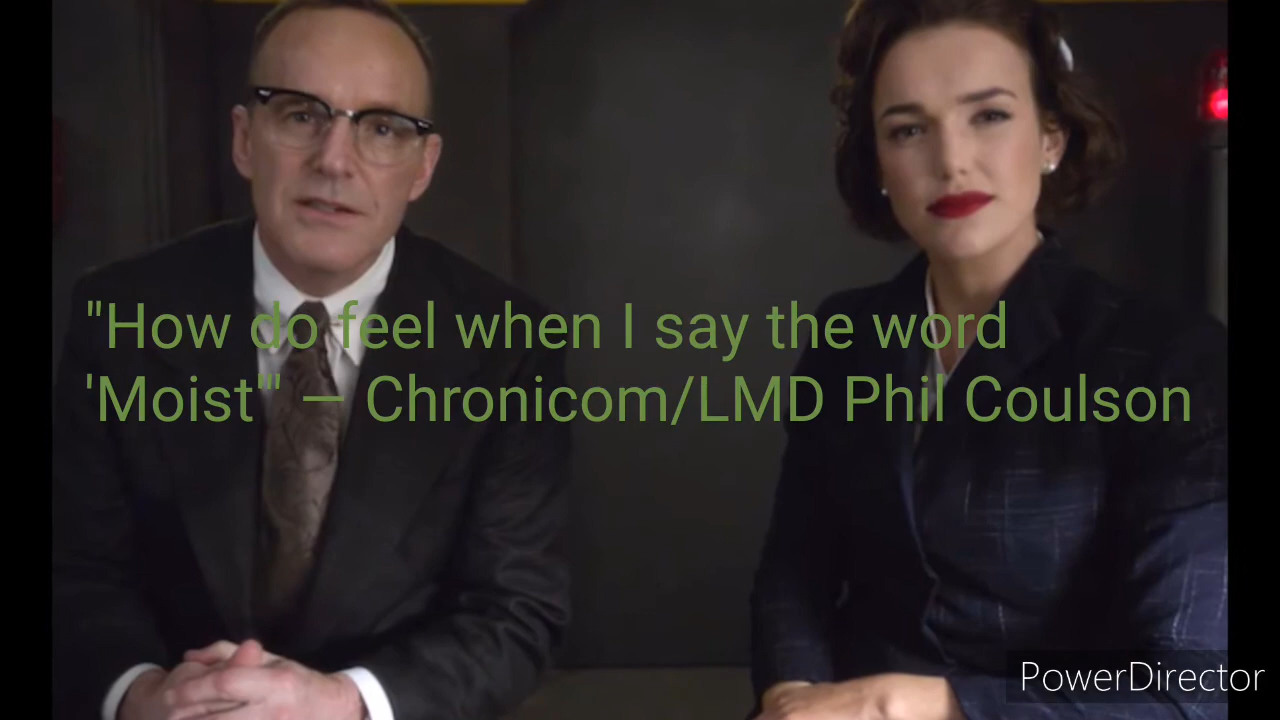 "How do feel when I say the word
'Moist'" — Chronicom/LMD Phil Coulson
PowerDirector